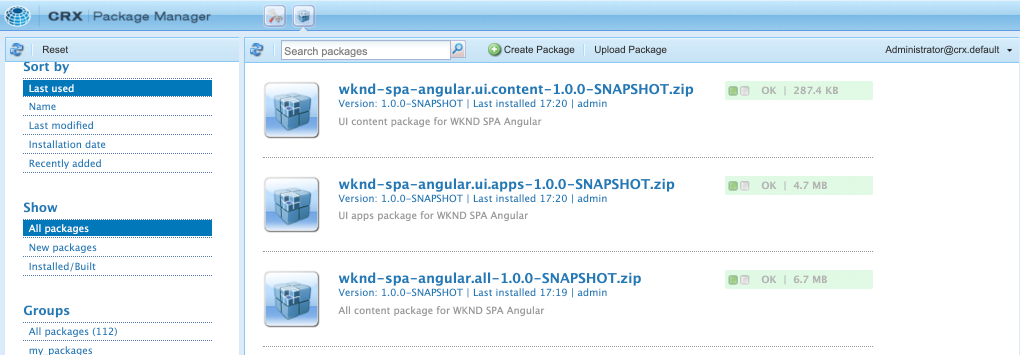 CRX | Package Manager
Reset
Search packages
Create Package
Upload Package
Administrator@crx.default
Sort by
Last used
Name
Last modified
Installation date
Recently added
Show
All packages
New packages
Installed/Built
Groups
All packages (112)
my_packages
wknd-spa-angular.ui.content-1.0.0-SNAPSHOT.zip
Version: 1.0.0-SNAPSHOT | Last installed 17:20 | admin
UI content package for WKND SPA Angular
OK | 287.4 KB
wknd-spa-angular.ui.apps-1.0.0-SNAPSHOT.zip
Version: 1.0.0-SNAPSHOT | Last installed 17:20 | admin
UI apps package for WKND SPA Angular
OK | 4.7 MB
wknd-spa-angular.all-1.0.0-SNAPSHOT.zip
Version: 1.0.0-SNAPSHOT | Last installed 17:19 | admin
All content package for WKND SPA Angular
OK | 6.7 MB